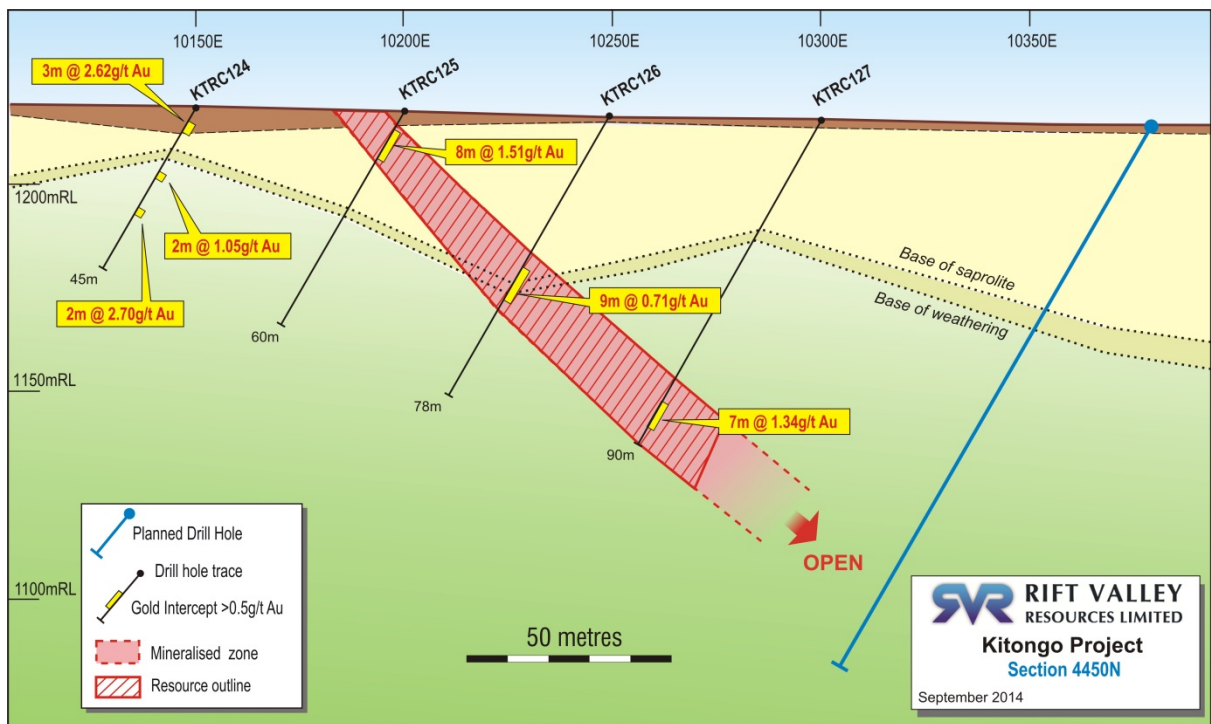 10150E
10200E
10250E
10300E
10350E
3m @ 2.62g/t Au
KTRC124
KTRC125
KTRC126
KTRC127
8m @ 1.51g/t Au
1200mRL
2m @ 1.05g/t Au
45m
2m @ 2.70g/t Au
9m @ 0.71g/t Au
Base of saprolite
Base of weathering
60m
1150mRL
78m
7m @ 1.34g/t Au
90m
OPEN
1100mRL
Planned Drill Hole
Drill hole trace
Gold Intercept >0.5g/t Au
Mineralised zone
Resource outline
50 metres
SVR
RIFT VALLEY
RESOURCES LIMITED
Kitongo Project
Section 4450N
September 2014